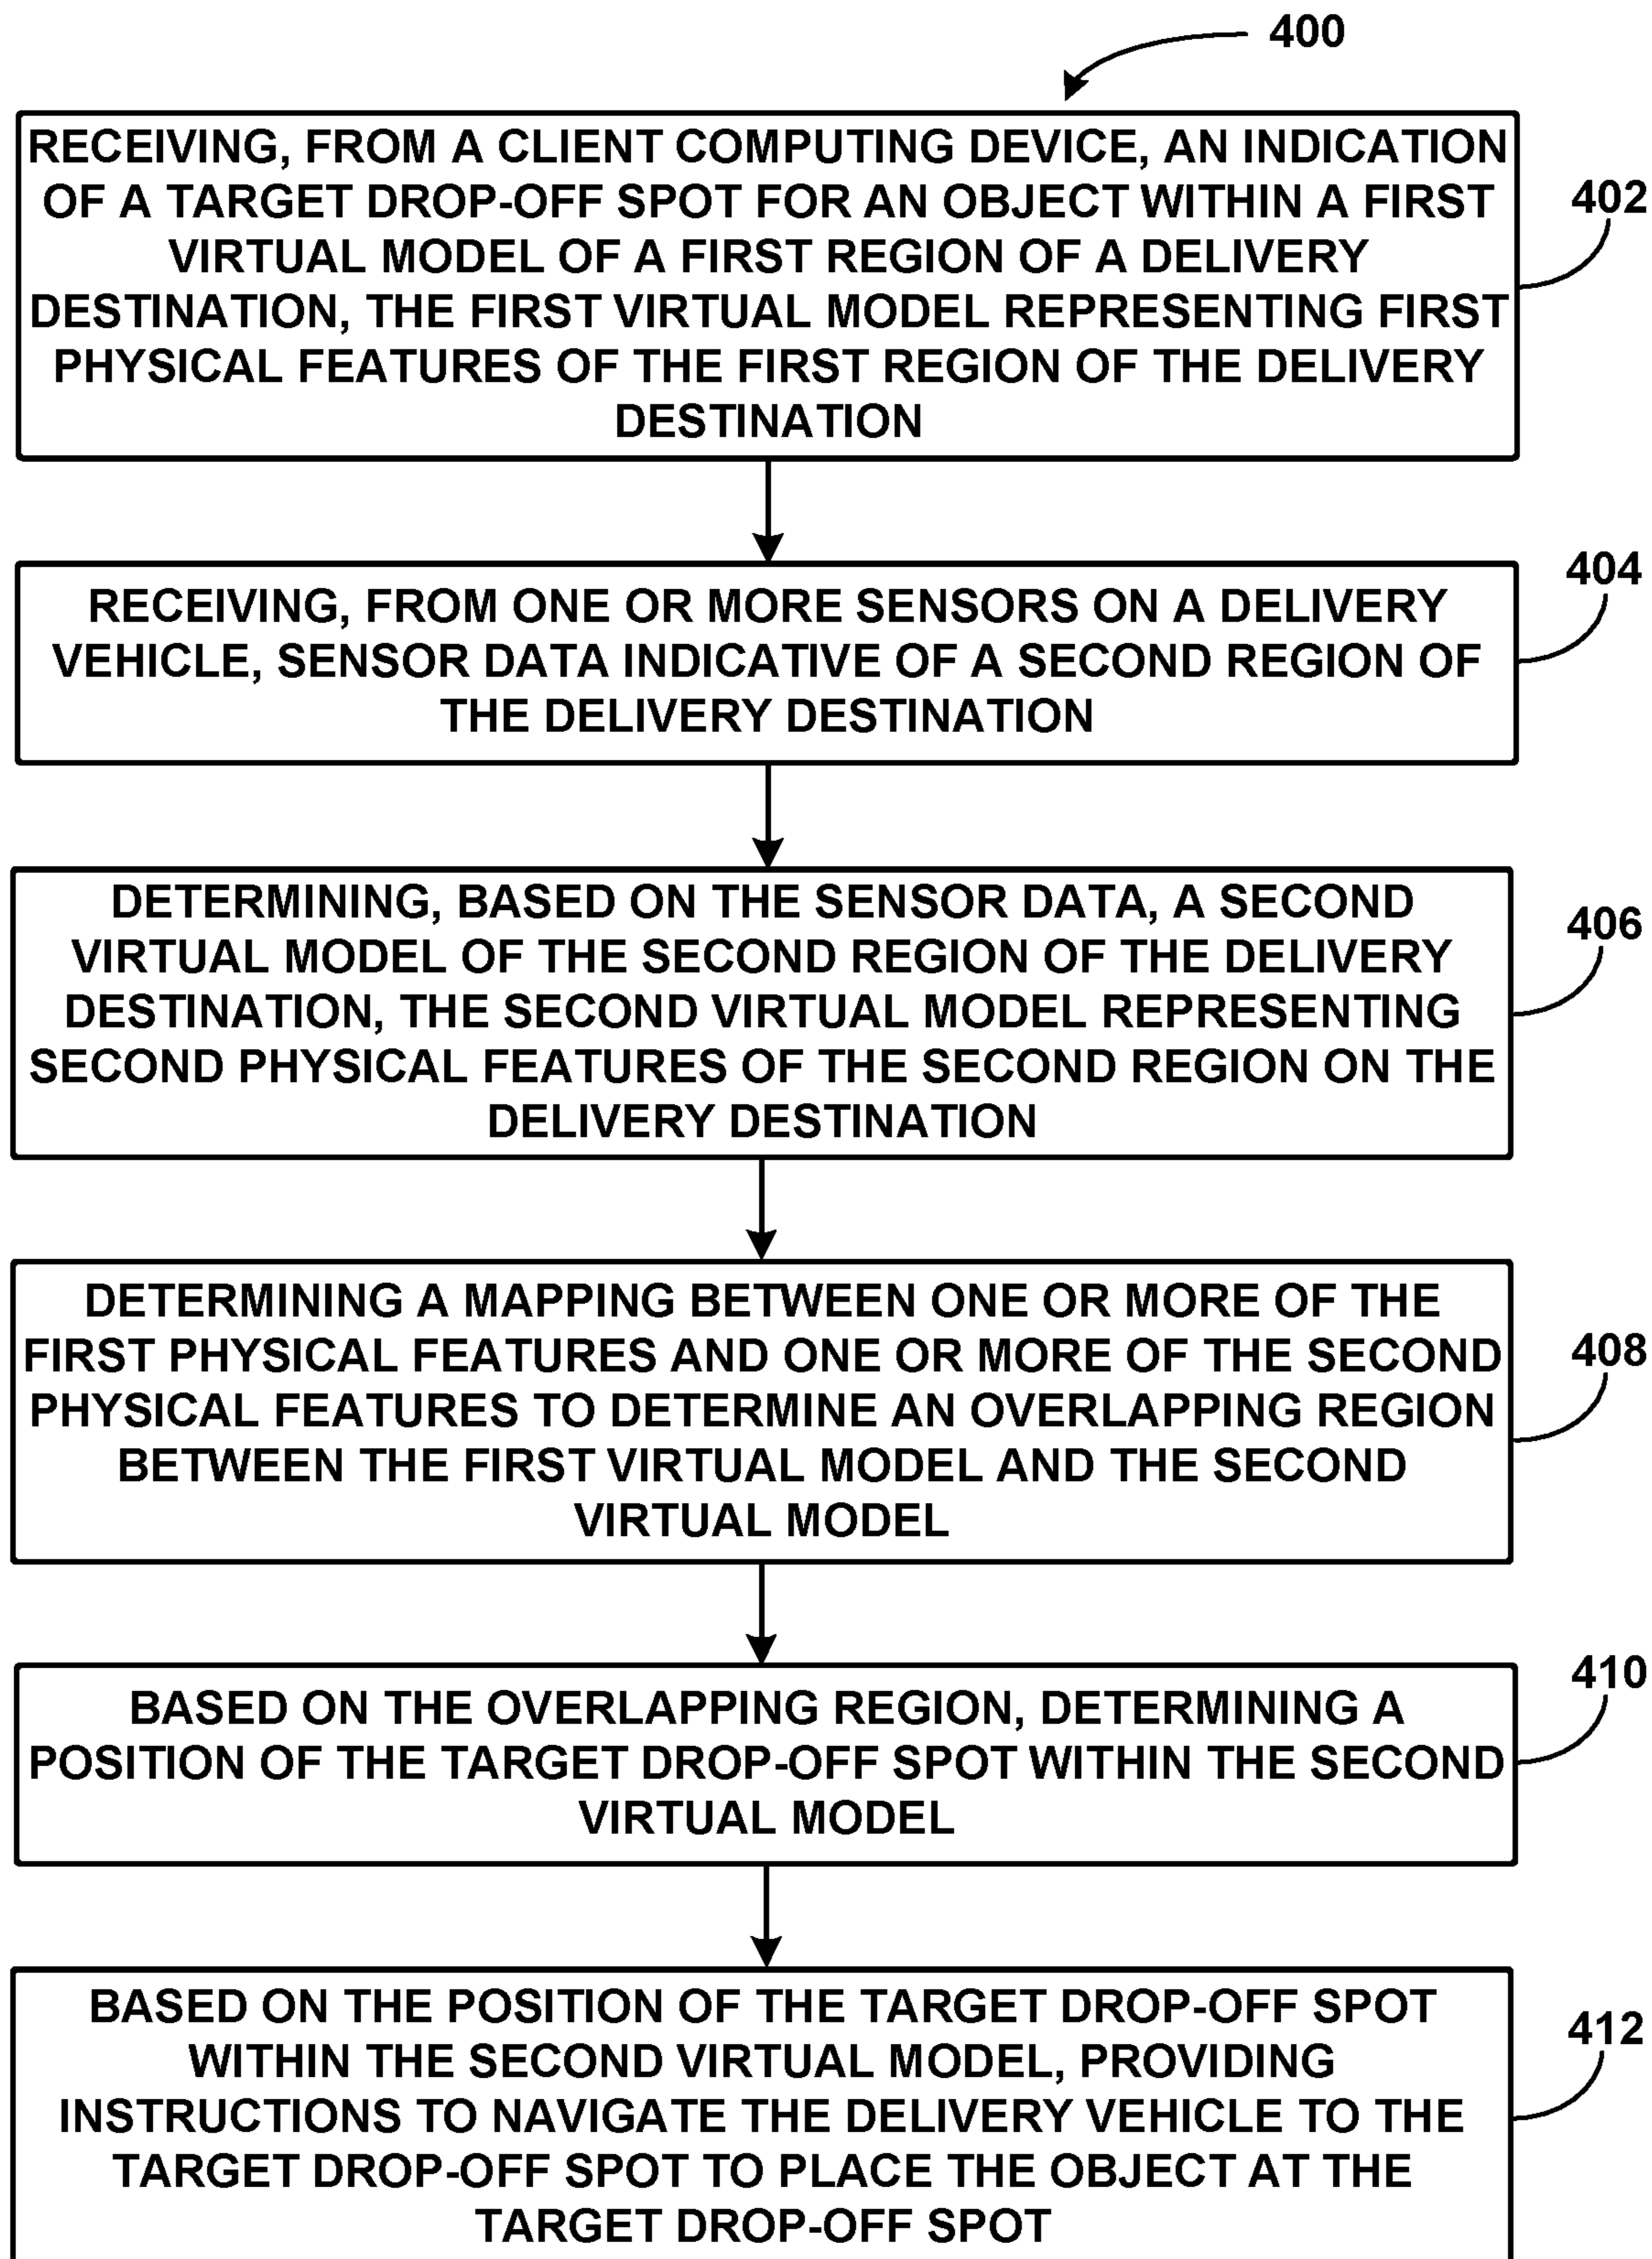 400
RECEIVING, FROM A CLIENT COMPUTING DEVICE, AN INDICATION
OF A TARGET DROP-OFF SPOT FOR AN OBJECT WITHIN A FIRST
VIRTUAL MODEL OF A FIRST REGION OF A DELIVERY
DESTINATION, THE FIRST VIRTUAL MODEL REPRESENTING FIRST
PHYSICAL FEATURES OF THE FIRST REGION OF THE DELIVERY
DESTINATION
402
RECEIVING, FROM ONE OR MORE SENSORS ON A DELIVERY
VEHICLE, SENSOR DATA INDICATIVE OF A SECOND REGION OF
THE DELIVERY DESTINATION
404
DETERMINING, BASED ON THE SENSOR DATA, A SECOND
VIRTUAL MODEL OF THE SECOND REGION OF THE DELIVERY
DESTINATION, THE SECOND VIRTUAL MODEL REPRESENTING
SECOND PHYSICAL FEATURES OF THE SECOND REGION ON THE
DELIVERY DESTINATION
406
DETERMINING A MAPPING BETWEEN ONE OR MORE OF THE
FIRST PHYSICAL FEATURES AND ONE OR MORE OF THE SECOND
PHYSICAL FEATURES TO DETERMINE AN OVERLAPPING REGION
BETWEEN THE FIRST VIRTUAL MODEL AND THE SECOND
VIRTUAL MODEL
408
BASED ON THE OVERLAPPING REGION, DETERMINING A
POSITION OF THE TARGET DROP-OFF SPOT WITHIN THE SECOND
VIRTUAL MODEL
410
BASED ON THE POSITION OF THE TARGET DROP-OFF SPOT
WITHIN THE SECOND VIRTUAL MODEL, PROVIDING
INSTRUCTIONS TO NAVIGATE THE DELIVERY VEHICLE TO THE
TARGET DROP-OFF SPOT TO PLACE THE OBJECT AT THE
TARGET DROP-OFF SPOT
412